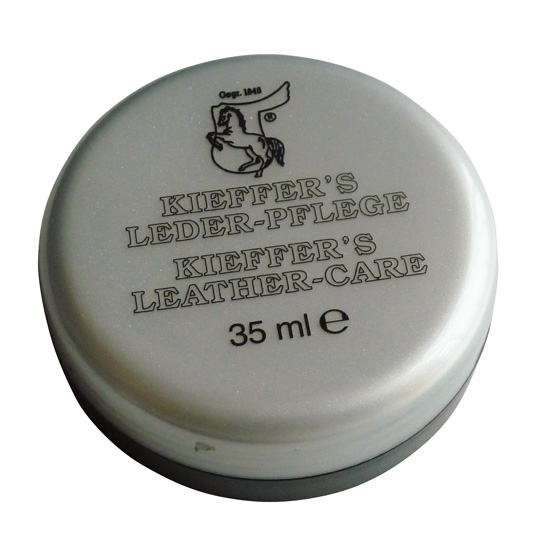 Gegr. 1848
®
KIEFFER'S
LEDER-PFLEGE
KIEFFER'S
LEATHER-CARE
35 ml ℮